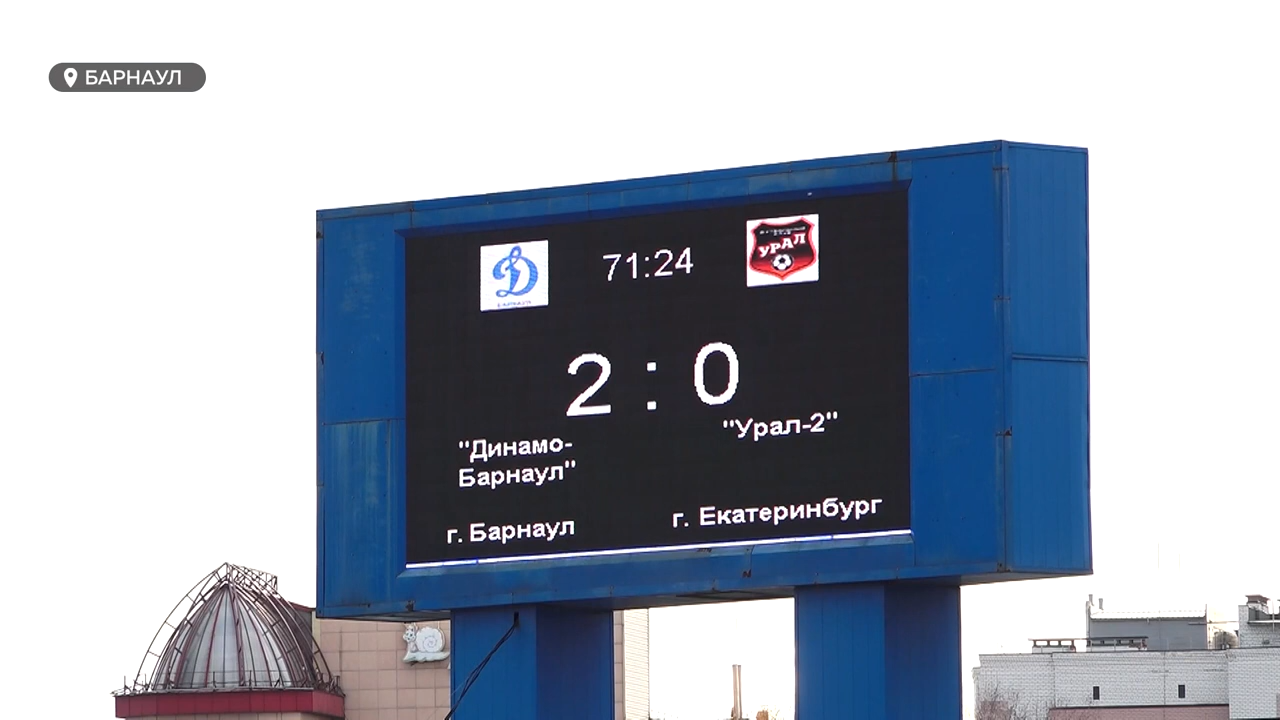 БАРНАУЛ
71:24
УРАЛ
2 : 0
"Динамо-
Барнаул"
"Урал-2"
г. Барнаул
г. Екатеринбург